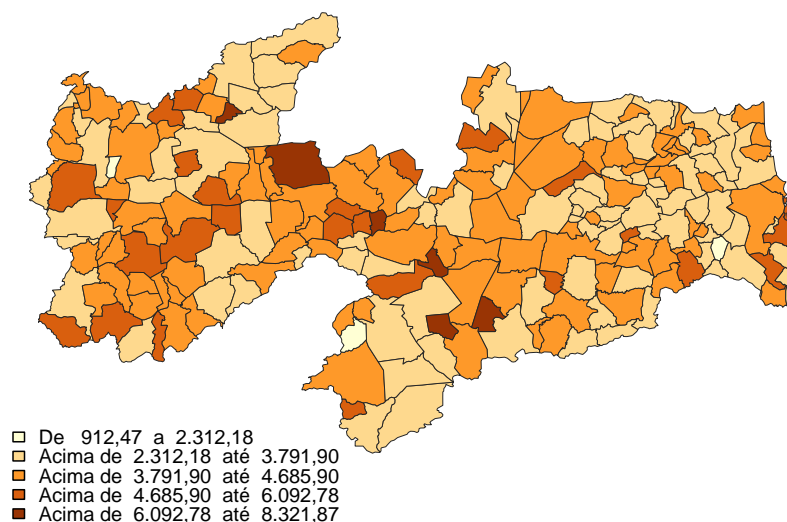 De 912,47 a 2.312,18
Acima de 2.312,18 até 3.791,90
Acima de 3.791,90 até 4.685,90
Acima de 4.685,90 até 6.092,78
Acima de 6.092,78 até 8.321,87